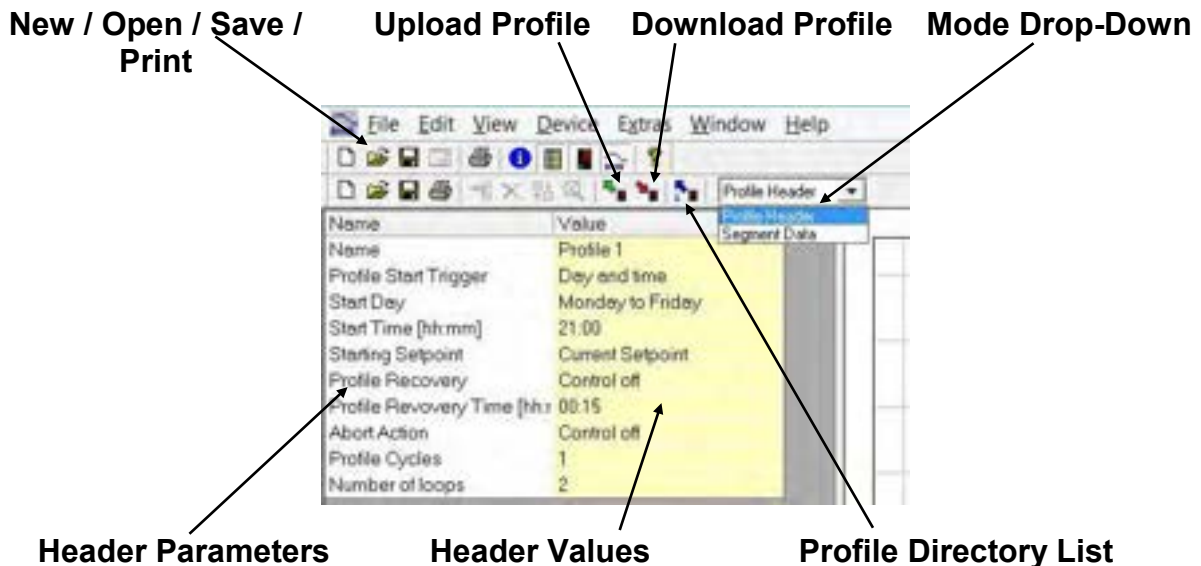 New / Open / Save / Print
Upload Profile
Download Profile
Mode Drop-Down
File Edit View Device Extras Window Help
Profile Header
Profile Header
Segment Data
Name Value
Name Profile 1
Profile Start Trigger Day and time
Start Day Monday to Friday
Start Time [hh:mm] 21:00
Starting Setpoint Current Setpoint
Profile Recovery Control off
Profile Revovery Time [hh:r 00:15
Abort Action Control off
Profile Cycles 1
Number of loops 2
Header Parameters
Header Values
Profile Directory List